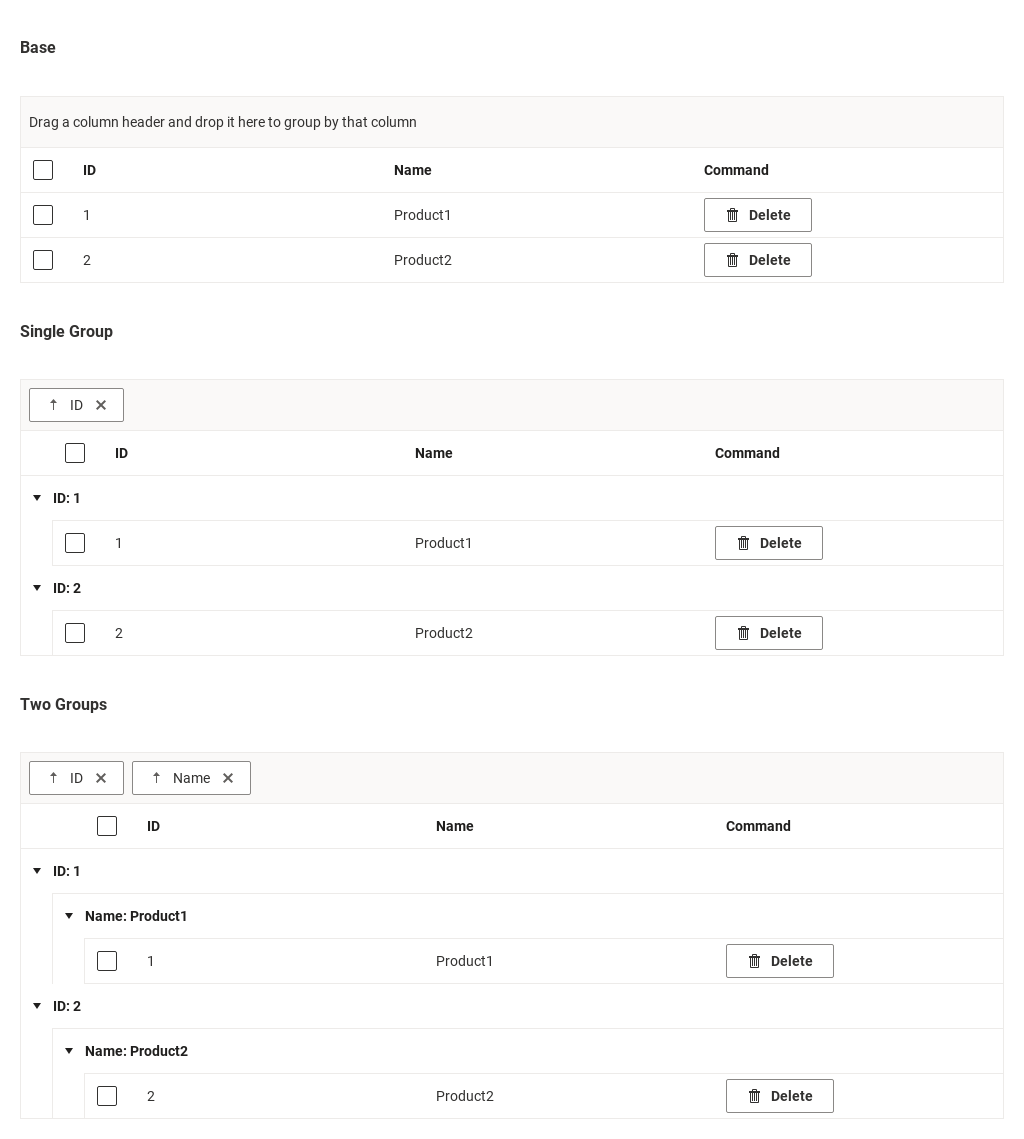 Base
Drag a column header and drop it here to group by that column
ID Name Command
1 Product1 Delete
2 Product2 Delete
Single Group
ID
ID Name Command
ID: 1
1 Product1 Delete
ID: 2
2 Product2 Delete
Two Groups
ID Name
ID Name Command
ID: 1
Name: Product1
1 Product1 Delete
ID: 2
Name: Product2
2 Product2 Delete